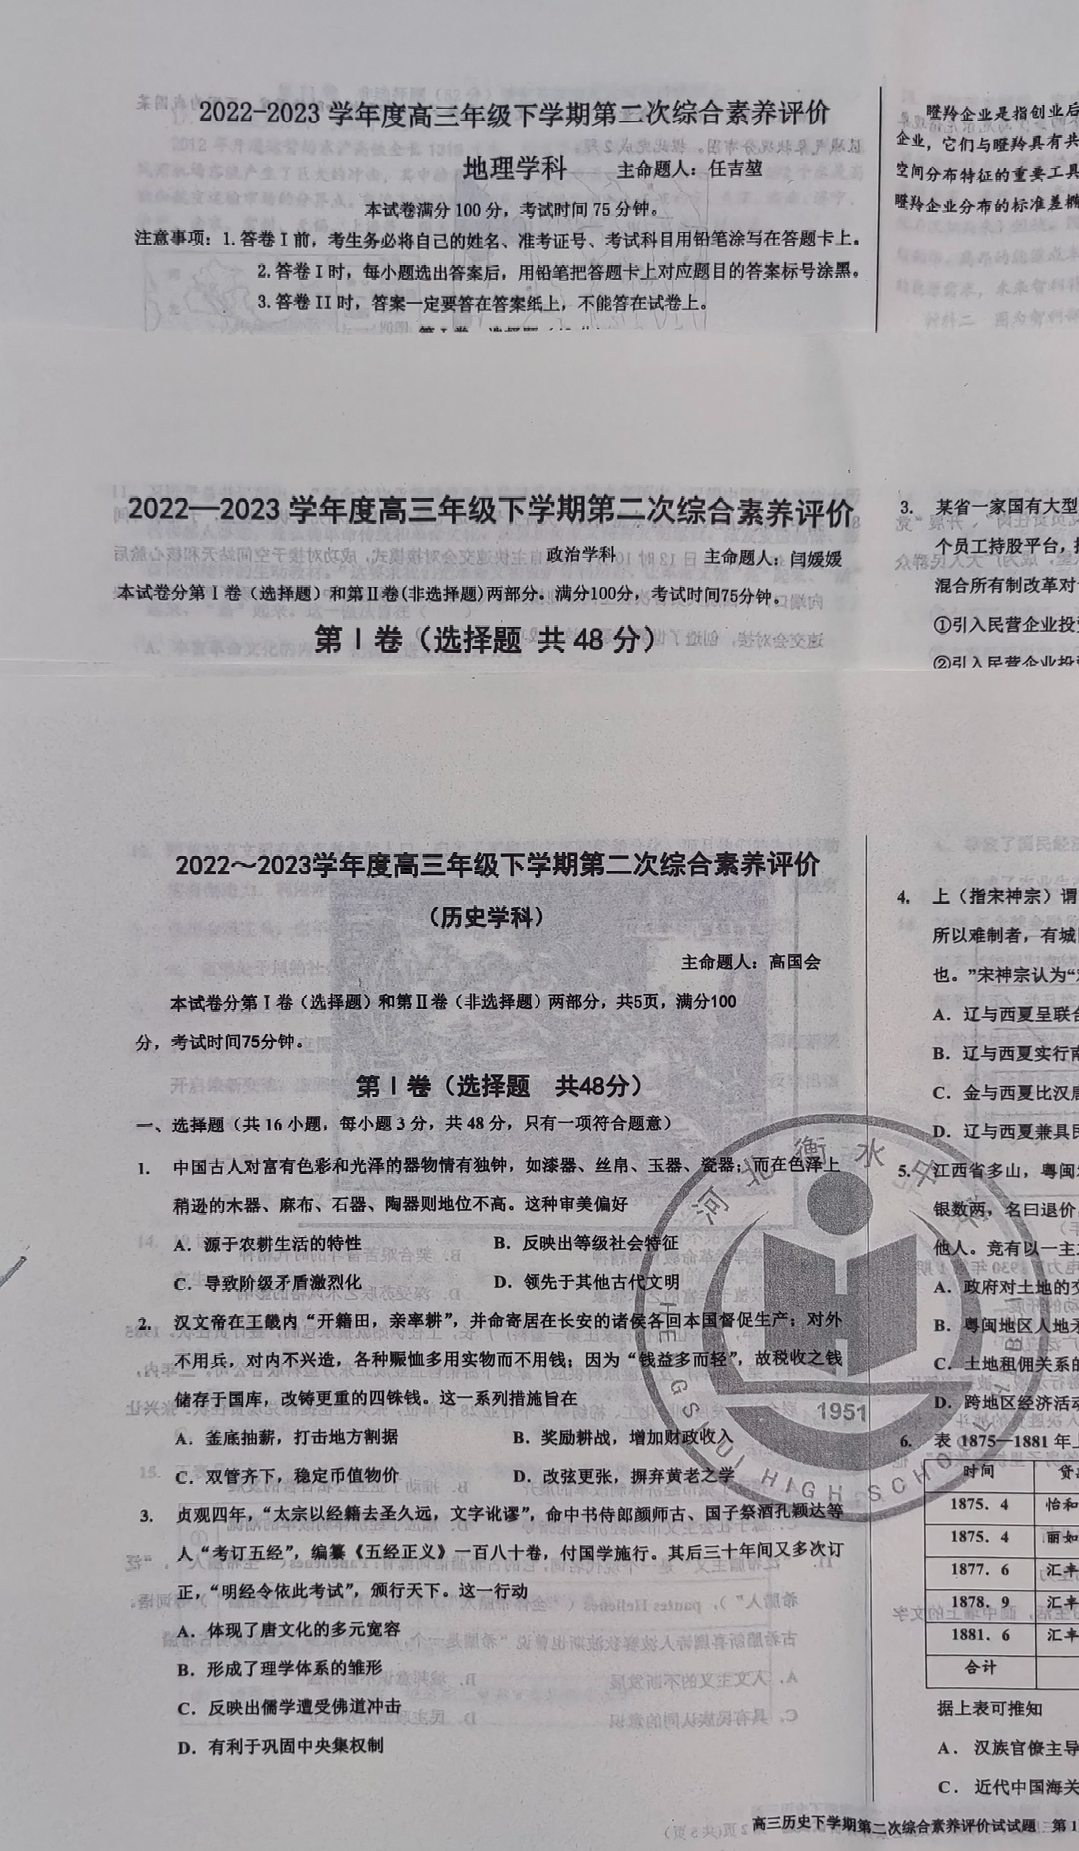 2022-2023 学年度高三年级下学期第二次综合素养评价
地理学科 主命题人：任吉堃
本试卷满分 100 分，考试时间 75 分钟。
注意事项：1.答卷 I 前，考生务必将自己的姓名、准考证号、考试科目用铅笔涂写在答题卡上。
2.答卷 I 时，每小题选出答案后，用铅笔把答题卡上对应题目的答案标号涂黑。
3.答卷 II 时，答案一定要答在答案纸上，不能答在试卷上。
瞪羚企业是指创业后
企业，它们与瞪羚具有共
空间分布特征的重要工具
瞪羚企业分布的标准差椭
2022—2023 学年度高三年级下学期第二次综合素养评价
政治学科 主命题人：闫媛媛
本试卷分第Ⅰ卷（选择题）和第Ⅱ卷(非选择题)两部分。满分100分，考试时间75分钟。
第Ⅰ卷（选择题 共 48 分）
3. 某省一家国有大型
个员工持股平台，
混合所有制改革对
①引入民营企业投
②引入民营企业投
2022～2023学年度高三年级下学期第二次综合素养评价
（历史学科）
主命题人：高国会
本试卷分第Ⅰ卷（选择题）和第Ⅱ卷（非选择题）两部分，共5页，满分100
分，考试时间75分钟。
第Ⅰ卷（选择题 共48分）
一、选择题（共 16 小题，每小题 3 分，共 48 分，只有一项符合题意）
1. 中国古人对富有色彩和光泽的器物情有独钟，如漆器、丝帛、玉器、瓷器；而在色泽上
稍逊的木器、麻布、石器、陶器则地位不高。这种审美偏好
A．源于农耕生活的特性 B．反映出等级社会特征
C．导致阶级矛盾激烈化 D．领先于其他古代文明
2. 汉文帝在王畿内“开籍田，亲率耕”，并命寄居在长安的诸侯各回本国督促生产；对外
不用兵，对内不兴造，各种赈恤多用实物而不用钱；因为“钱益多而轻”，故税收之钱
储存于国库，改铸更重的四铢钱。这一系列措施旨在
A．釜底抽薪，打击地方割据 B．奖励耕战，增加财政收入
C．双管齐下，稳定币值物价 D．改弦更张，摒弃黄老之学
3. 贞观四年，“太宗以经籍去圣久远，文字讹谬”，命中书侍郎颜师古、国子祭酒孔颖达等
人“考订五经”，编纂《五经正义》一百八十卷，付国学施行。其后三十年间又多次订
正，“明经令依此考试”，颁行天下。这一行动
A．体现了唐文化的多元宽容
B．形成了理学体系的雏形
C．反映出儒学遭受佛道冲击
D．有利于巩固中央集权制
4. 上（指宋神宗）谓
所以难制者，有城
也。”宋神宗认为“
A．辽与西夏呈联合
B．辽与西夏实行南
C．金与西夏比汉唐
D．辽与西夏兼具
5. 江西省多山，粤闽
银数两，名曰退价
他人。竞有以一主
A．政府对土地的
B．粤闽地区人地
C．土地租佃关系的
D．跨地区经济活动
6. 表 1875—1881 年
时间
1875．4 怡和
1875．4 丽如
1877．6 汇丰
1878．9 汇丰
1881．6 汇丰
合计
据上表可推知
A． 汉族官僚主导
C． 近代中国海关
高三历史下学期第二次综合素养评价试试题 第 1
河北衡水中学
1951
HEBEI HENGSHUI HIGH SCHOOL